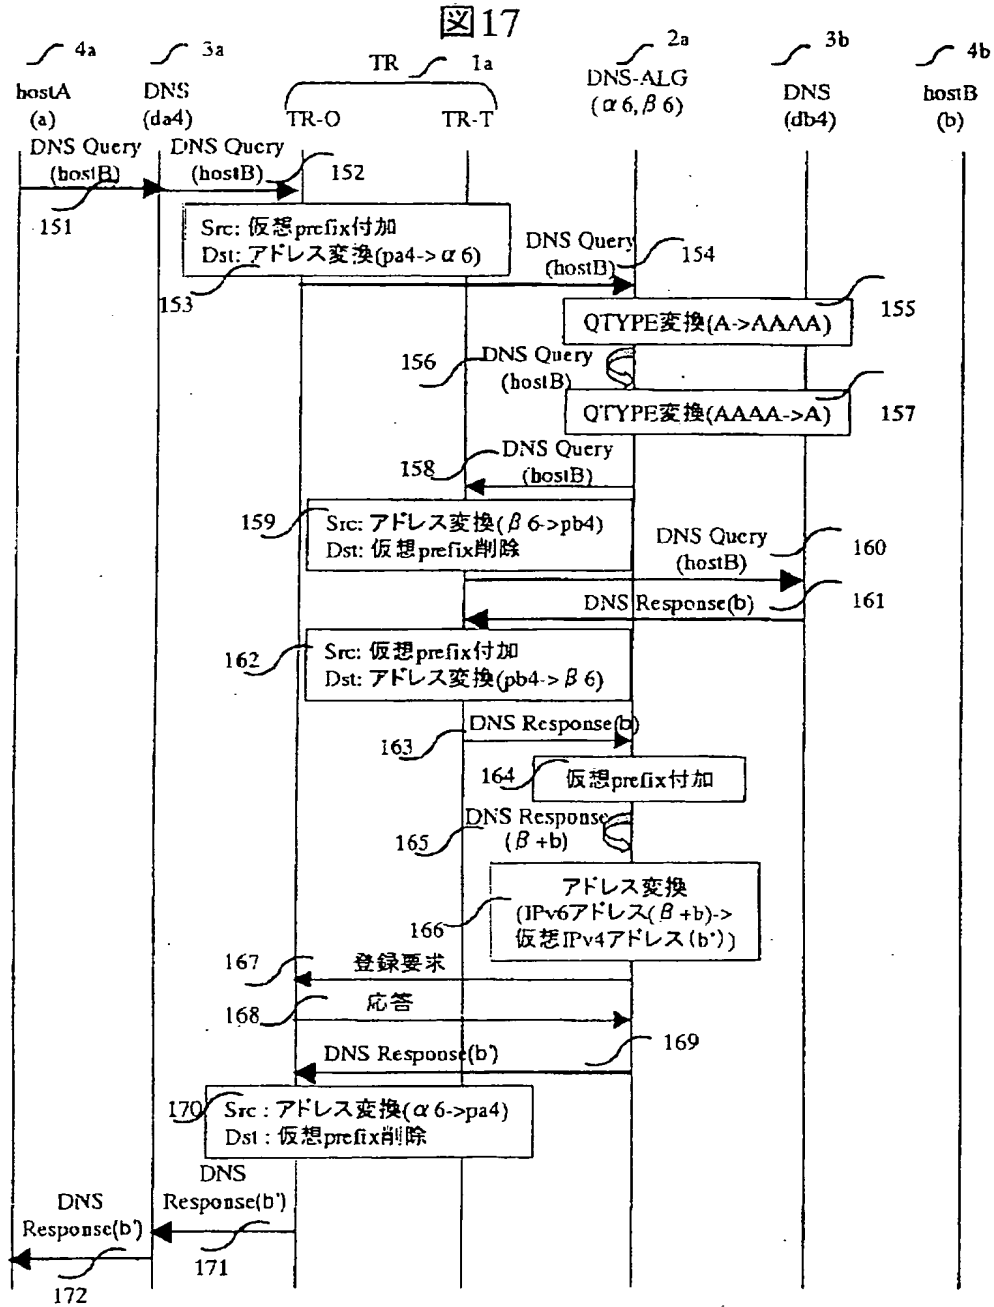 図17
4a
3a
TR
1a
2a
3b
4b
hostA
(a)
DNS
(da4)
TR-O
TR-T
DNS-ALG
(α6,β6)
DNS
(db4)
hostB
(b)
DNS Query
(hostB)
151
DNS Query
(hostB)
152
Src: 仮想prefix付加
Dst: アドレス変換(pa4->α6)
153
DNS Query
(hostB)
154
QTYPE変換(A->AAAA)
155
156
DNS Query
(hostB)
QTYPE変換(AAAA->A)
157
158
DNS Query
(hostB)
159
Src: アドレス変換(β6->pb4)
Dst: 仮想prefix削除
DNS Query
(hostB)
160
DNS Response(b)
161
162
Src: 仮想prefix付加
Dst: アドレス変換(pb4->β6)
163
DNS Response(b)
164
仮想prefix付加
165
DNS Response
(β+b)
166
アドレス変換
(IPv6アドレス(β+b)->
仮想IPv4アドレス(b'))
167
登録要求
168
応答
DNS Response(b')
169
170
Src : アドレス変換(α6->pa4)
Dst : 仮想prefix削除
DNS
Response(b')
171
DNS
Response(b')
172